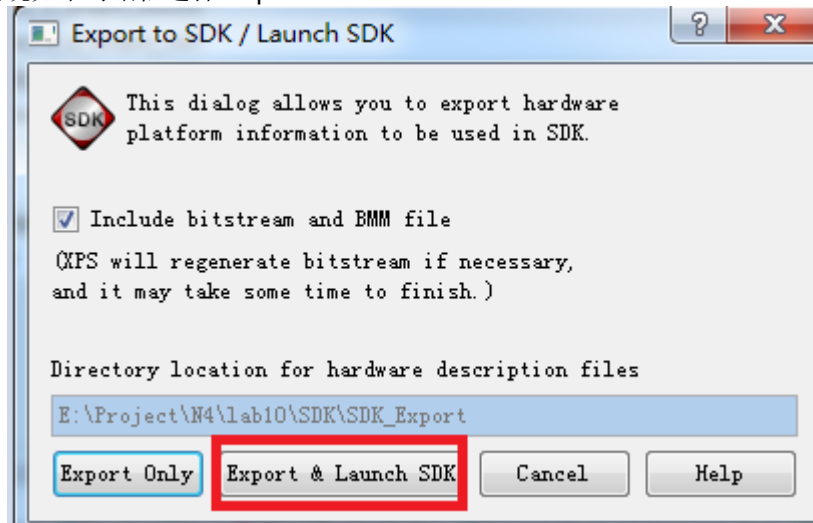 Export to SDK / Launch SDK
SDK
This dialog allows you to export hardware
platform information to be used in SDK.
Include bitstream and BMM file
(XPS will regenerate bitstream if necessary,
and it may take some time to finish.)
Directory location for hardware description files
E:\Project\N4\lab10\SDK\SDK_Export
Export Only
Export & Launch SDK
Cancel
Help